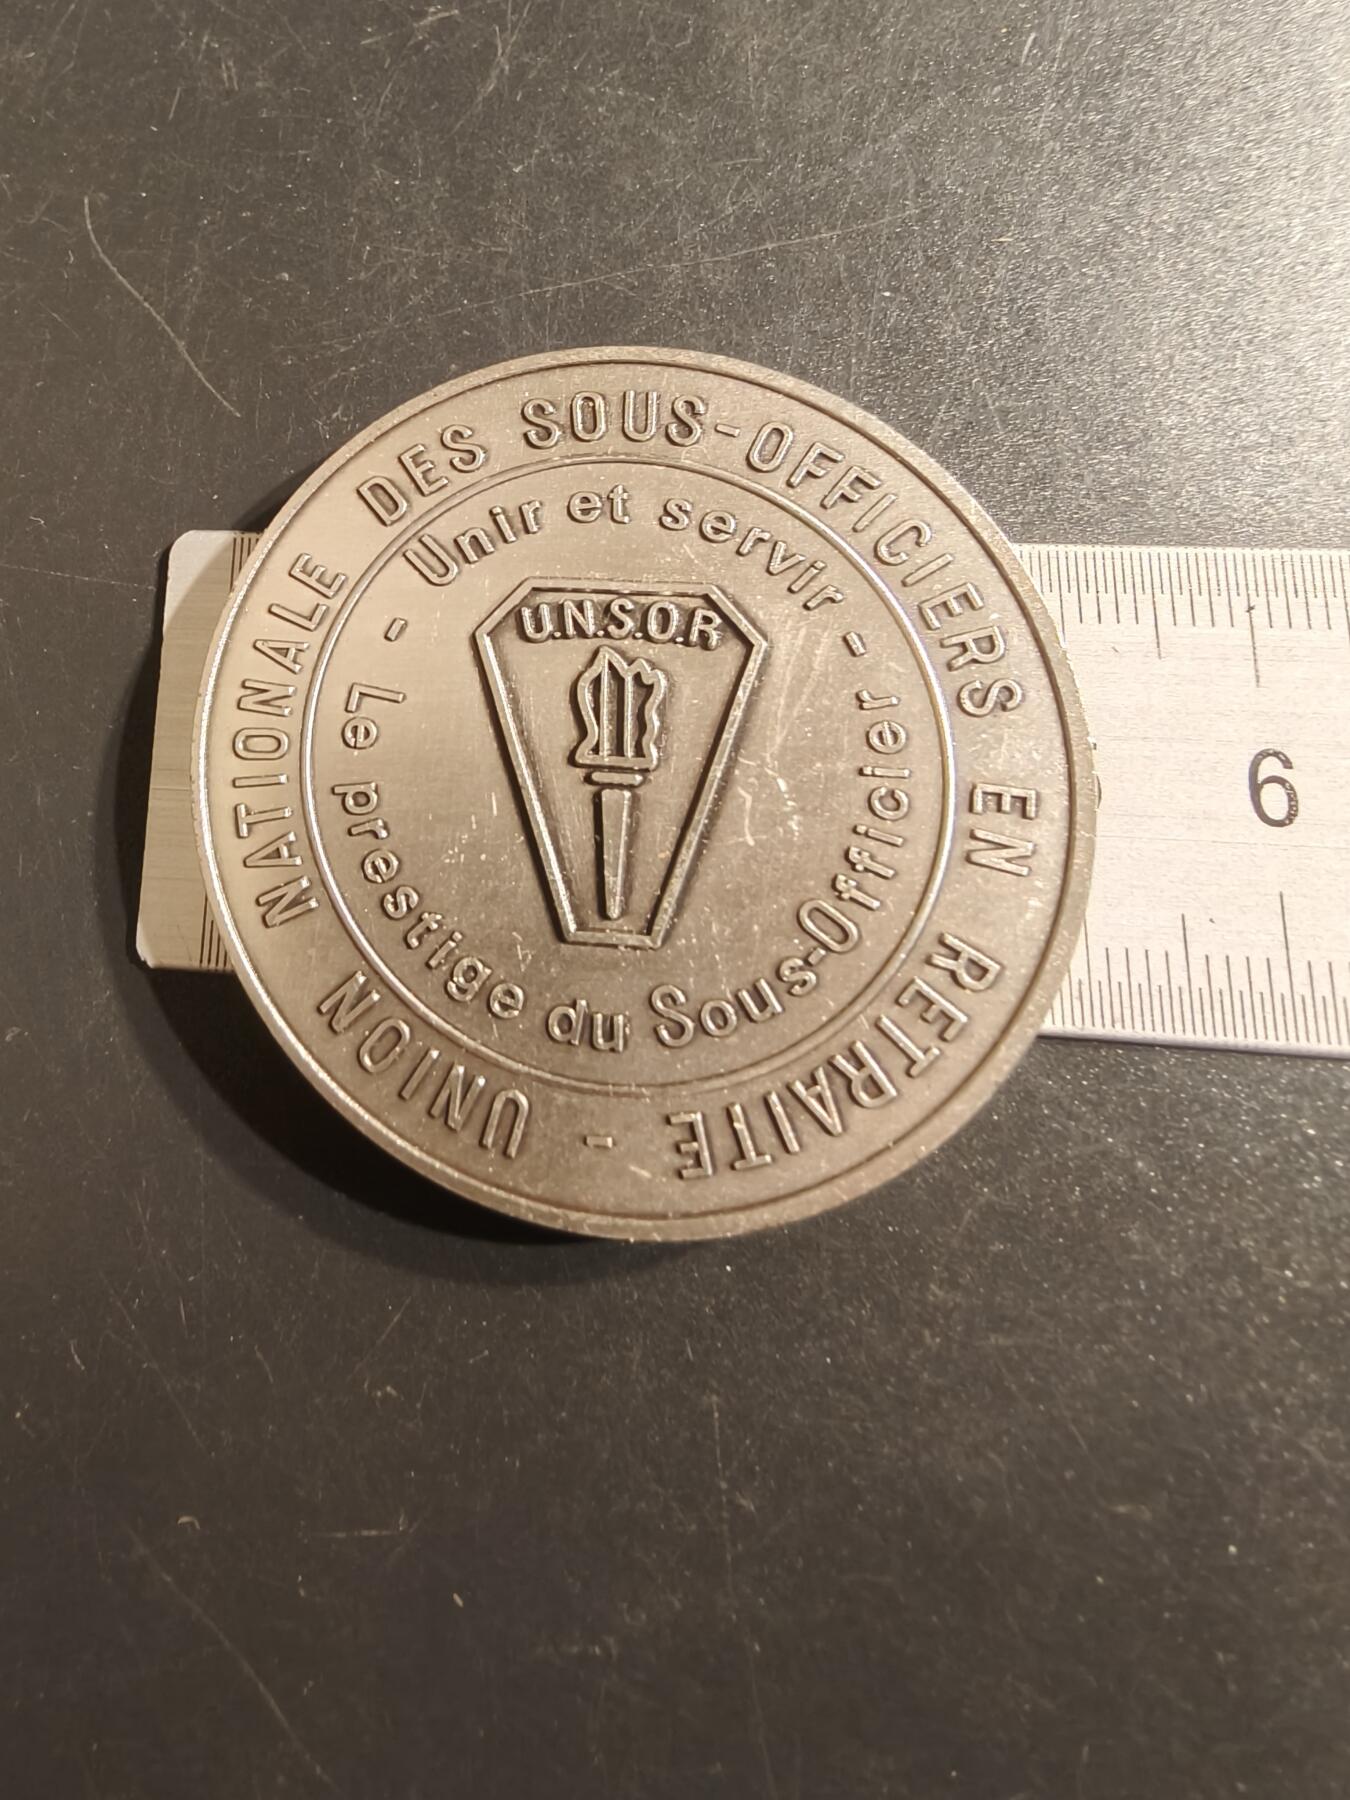 UNION NATIONALE DES SOUS-OFFICIERS EN RETRAITE -
- Unir et servir -
Le prestige du Sous-Officier
U.N.S.O.R
6